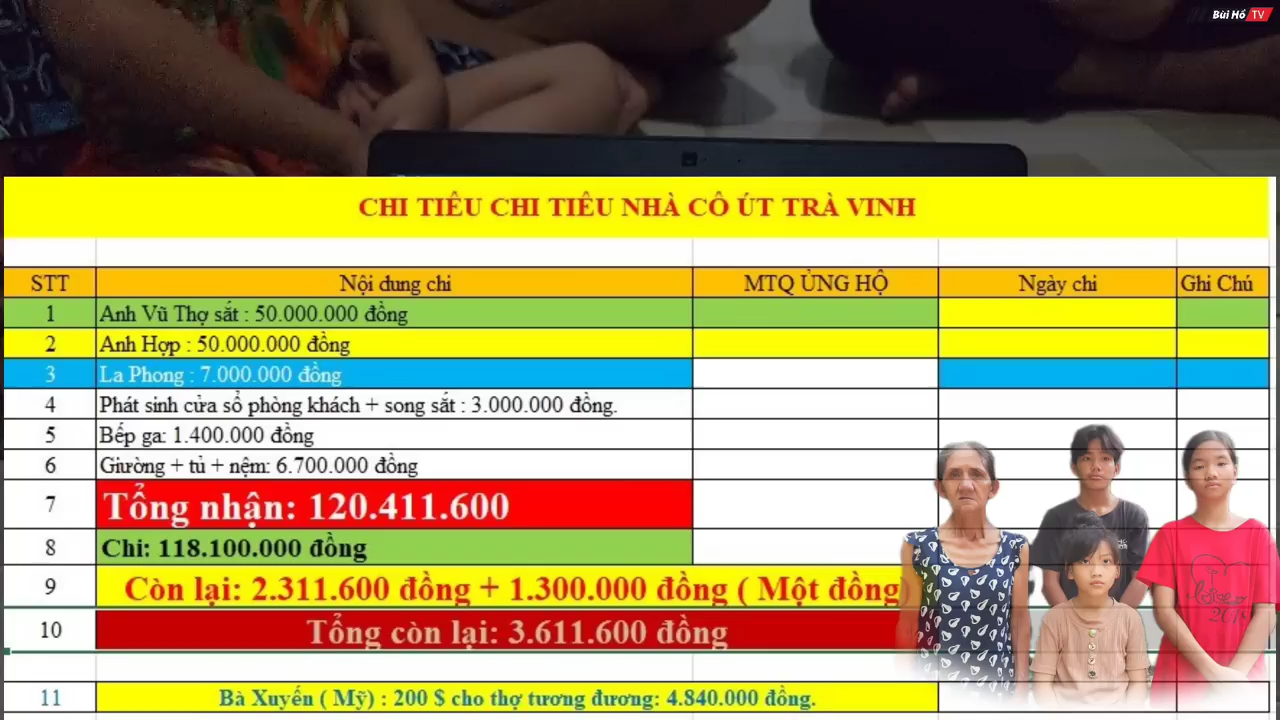 Bùi Hồ TV
CHI TIÊU CHI TIÊU NHÀ CÔ ÚT TRÀ VINH
STT Nội dung chi MTQ ỦNG HỘ Ngày chi Ghi Chú
1 Anh Vũ Thợ sắt : 50.000.000 đồng
2 Anh Hợp : 50.000.000 đồng
3 La Phong : 7.000.000 đồng
4 Phát sinh cửa sổ phòng khách + song sắt : 3.000.000 đồng.
5 Bếp ga: 1.400.000 đồng
6 Giường + tủ + nệm: 6.700.000 đồng
7 Tổng nhận: 120.411.600
8 Chi: 118.100.000 đồng
9 Còn lại: 2.311.600 đồng + 1.300.000 đồng ( Một đồng)
10 Tổng còn lại: 3.611.600 đồng
11 Bà Xuyến ( Mỹ) : 200 $ cho thợ tương đương: 4.840.000 đồng.